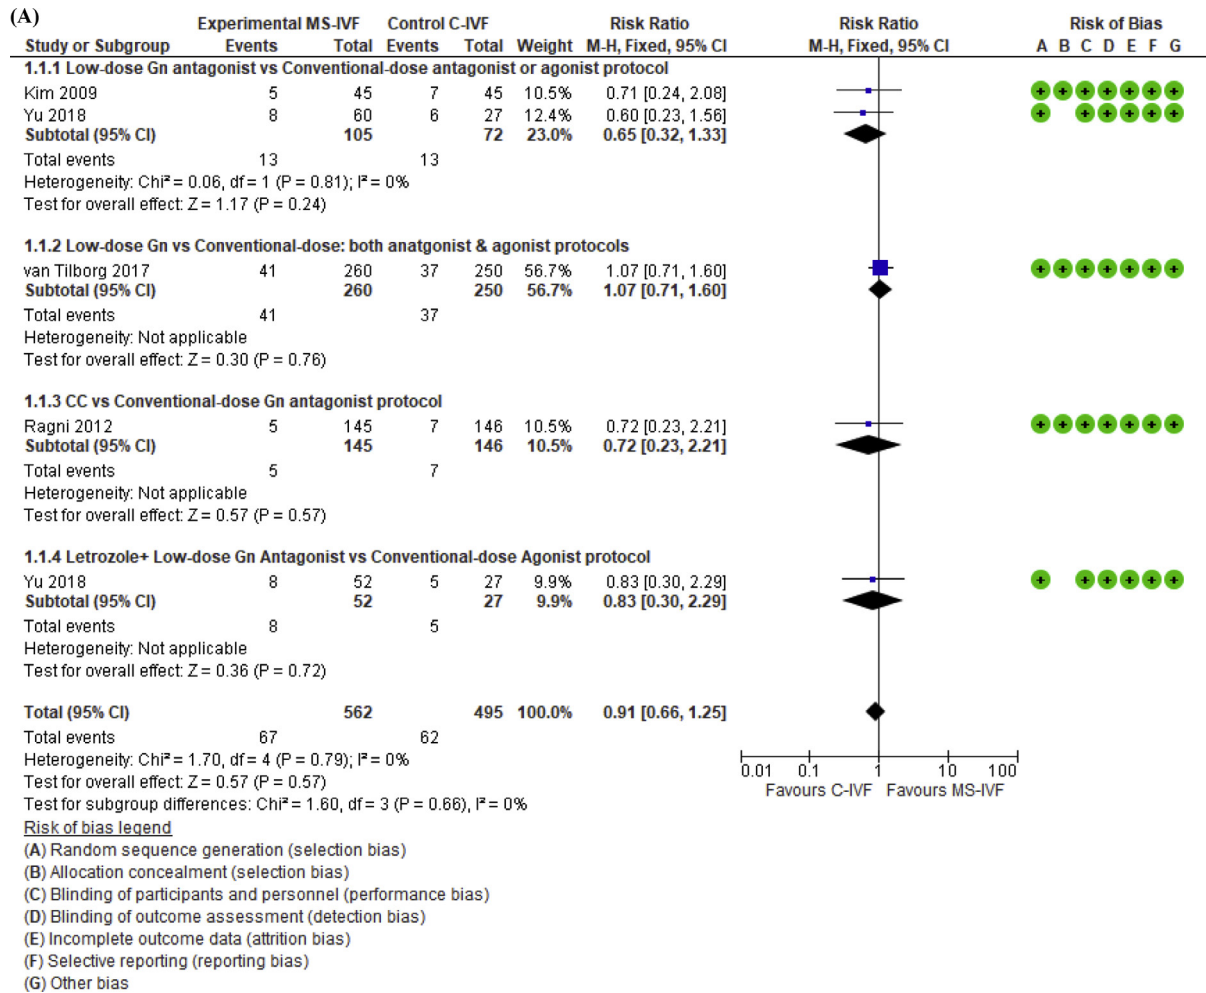 (A)
Experimental MS-IVF Control C-IVF Risk Ratio Risk Ratio Risk of Bias
Study or Subgroup Events Total Events Total Weight M-H, Fixed, 95% CI M-H, Fixed, 95% CI A B C D E F G
1.1.1 Low-dose Gn antagonist vs Conventional-dose antagonist or agonist protocol
Kim 2009 5 45 7 45 10.5% 0.71 [0.24, 2.08] + + + + + + +
Yu 2018 8 60 6 27 12.4% 0.60 [0.23, 1.56] + + + + + +
Subtotal (95% CI) 105 72 23.0% 0.65 [0.32, 1.33]
Total events 13 13
Heterogeneity: Chi² = 0.06, df = 1 (P = 0.81); I² = 0%
Test for overall effect: Z = 1.17 (P = 0.24)
1.1.2 Low-dose Gn vs Conventional-dose: both anatgonist & agonist protocols
van Tilborg 2017 41 260 37 250 56.7% 1.07 [0.71, 1.60] + + + + + + +
Subtotal (95% CI) 260 250 56.7% 1.07 [0.71, 1.60]
Total events 41 37
Heterogeneity: Not applicable
Test for overall effect: Z = 0.30 (P = 0.76)
1.1.3 CC vs Conventional-dose Gn antagonist protocol
Ragni 2012 5 145 7 146 10.5% 0.72 [0.23, 2.21] + + + + + + +
Subtotal (95% CI) 145 146 10.5% 0.72 [0.23, 2.21]
Total events 5 7
Heterogeneity: Not applicable
Test for overall effect: Z = 0.57 (P = 0.57)
1.1.4 Letrozole+ Low-dose Gn Antagonist vs Conventional-dose Agonist protocol
Yu 2018 8 52 5 27 9.9% 0.83 [0.30, 2.29] + + + + + +
Subtotal (95% CI) 52 27 9.9% 0.83 [0.30, 2.29]
Total events 8 5
Heterogeneity: Not applicable
Test for overall effect: Z = 0.36 (P = 0.72)
Total (95% CI) 562 495 100.0% 0.91 [0.66, 1.25]
Total events 67 62
Heterogeneity: Chi² = 1.70, df = 4 (P = 0.79); I² = 0%
Test for overall effect: Z = 0.57 (P = 0.57)
Test for subgroup differences: Chi² = 1.60, df = 3 (P = 0.66), I² = 0%
0.01 0.1 1 10 100
Favours C-IVF Favours MS-IVF
Risk of bias legend
(A) Random sequence generation (selection bias)
(B) Allocation concealment (selection bias)
(C) Blinding of participants and personnel (performance bias)
(D) Blinding of outcome assessment (detection bias)
(E) Incomplete outcome data (attrition bias)
(F) Selective reporting (reporting bias)
(G) Other bias